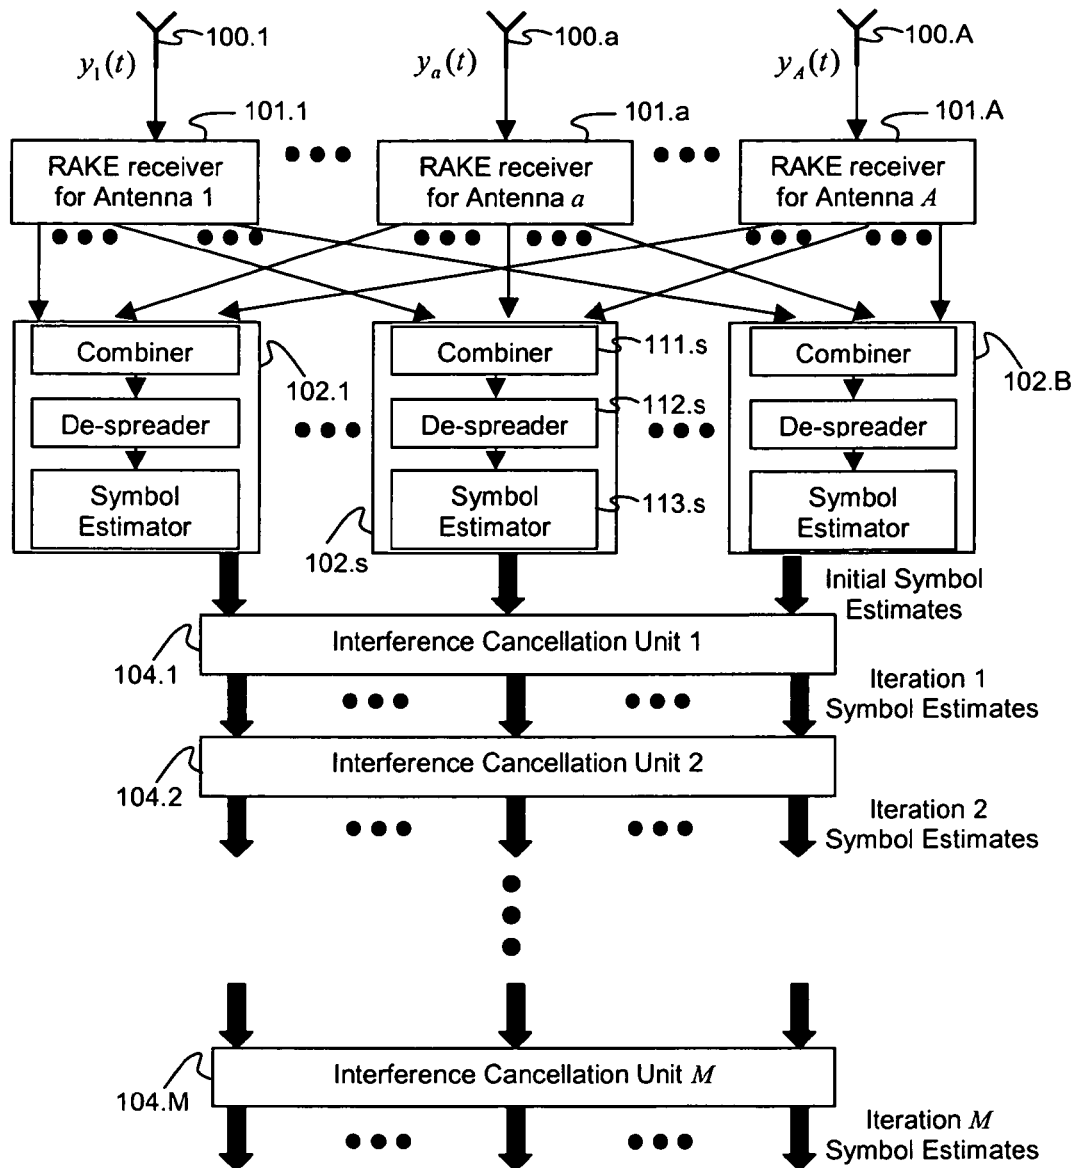 100.1
100.a
100.A
y₁(t)
yₐ(t)
y_A(t)
101.1
101.a
101.A
RAKE receiver
for Antenna 1
RAKE receiver
for Antenna a
RAKE receiver
for Antenna A
Combiner
De-spreader
Symbol
Estimator
102.1
Combiner
De-spreader
Symbol
Estimator
111.s
112.s
113.s
102.s
Combiner
De-spreader
Symbol
Estimator
102.B
Initial Symbol
Estimates
Interference Cancellation Unit 1
104.1
Iteration 1
Symbol Estimates
Interference Cancellation Unit 2
104.2
Iteration 2
Symbol Estimates
Interference Cancellation Unit M
104.M
Iteration M
Symbol Estimates